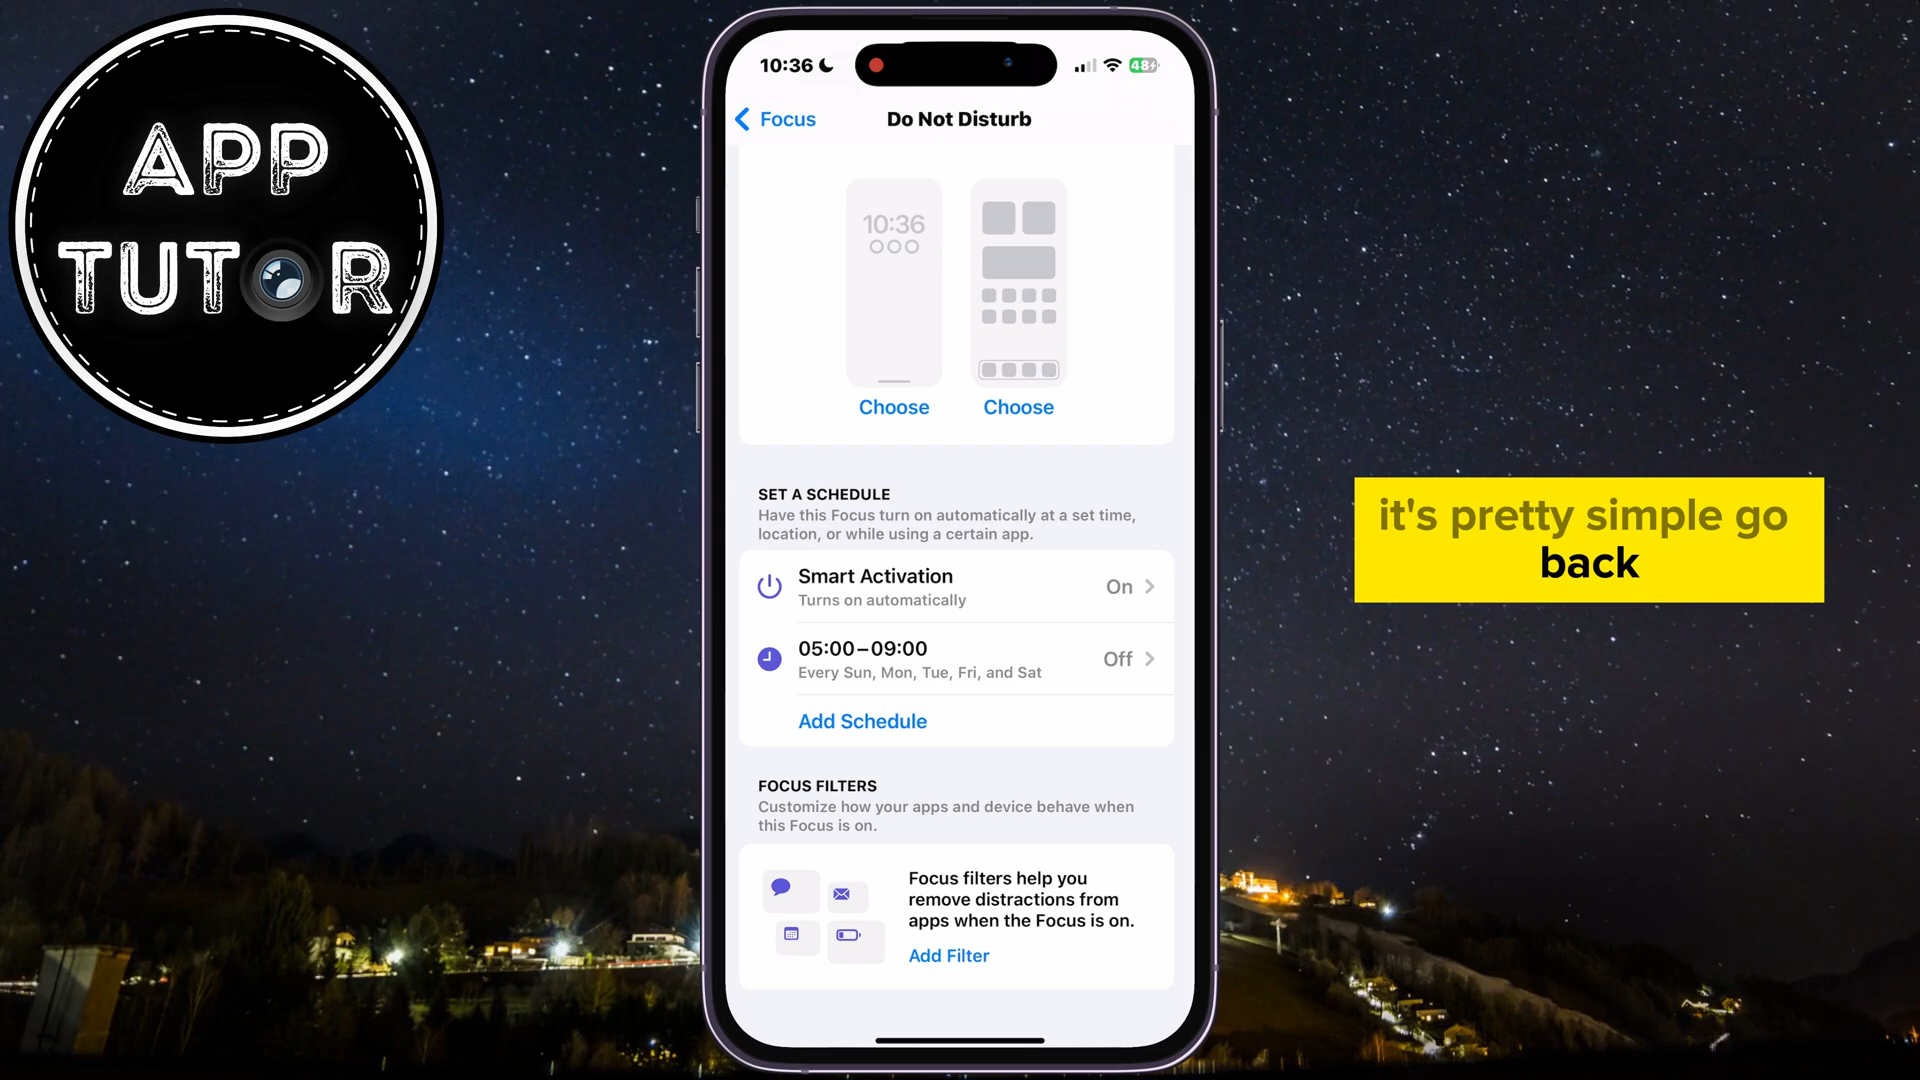 APP
TUTOR
10:36
48
Focus
Do Not Disturb
10:36
Choose
Choose
SET A SCHEDULE
Have this Focus turn on automatically at a set time,
location, or while using a certain app.
Smart Activation
Turns on automatically
On
05:00–09:00
Every Sun, Mon, Tue, Fri, and Sat
Off
Add Schedule
FOCUS FILTERS
Customize how your apps and device behave when
this Focus is on.
Focus filters help you
remove distractions from
apps when the Focus is on.
Add Filter
it's pretty simple go
back